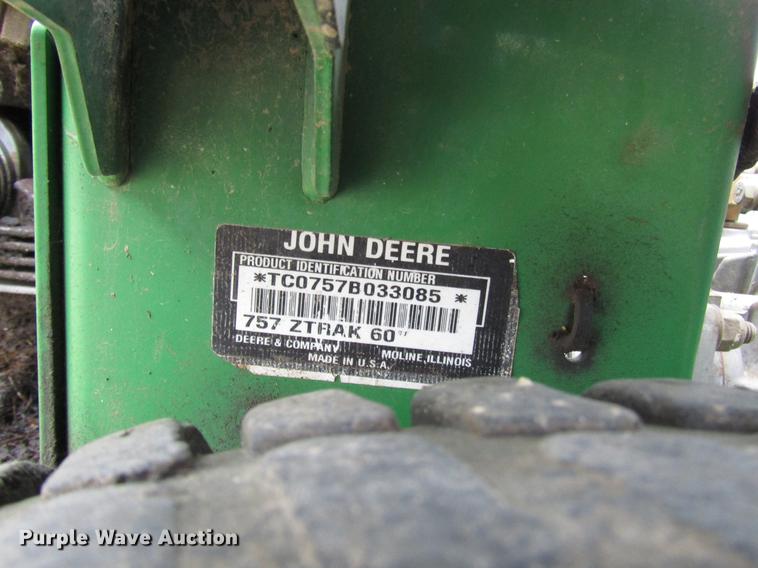 JOHN DEERE
PRODUCT IDENTIFICATION NUMBER
*TC0757B033085 *
757 ZTRAK 60"
DEERE & COMPANY MOLINE, ILLINOIS
MADE IN U.S.A.
Purple Wave Auction